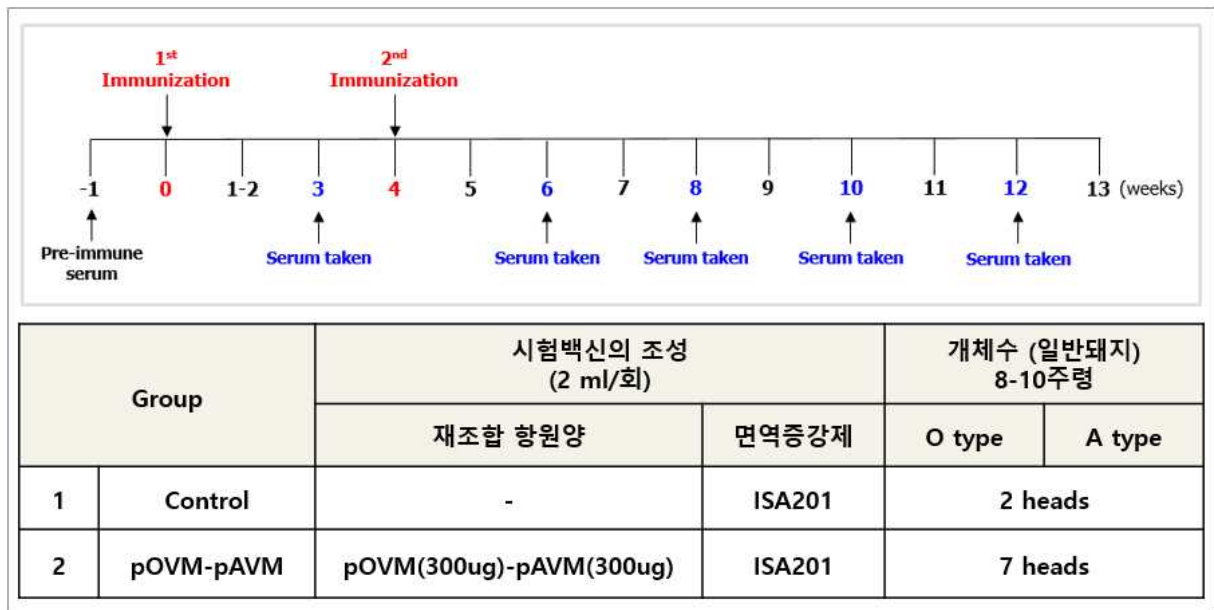 1st 2nd
Immunization Immunization
-1 0 1-2 3 4 5 6 7 8 9 10 11 12 13 (weeks)
Pre-immune Serum taken Serum taken Serum taken Serum taken Serum taken
serum
Group 시험백신의 조성 개체수 (일반돼지)
(2 ml/회) 8-10주령
재조합 항원양 면역증강제 O type A type
1 Control - ISA201 2 heads
2 pOVM-pAVM pOVM(300ug)-pAVM(300ug) ISA201 7 heads